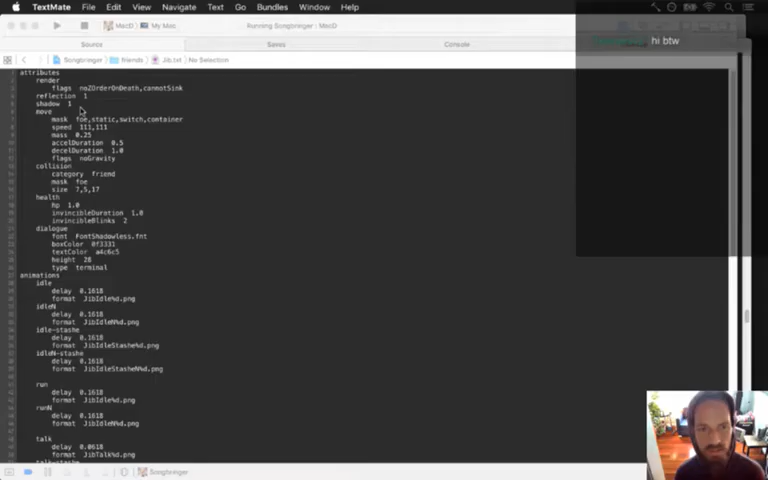 TextMate File Edit View Navigate Text Go Bundles Window Help
MacD My Mac Running Songbringer : MacD
Source Saves Console
hi btw
Songbringer friends Jib.txt No Selection
attributes
render
flags noZOrderOnDeath,cannotSink
reflection 1
shadow 1
move
mask foe,static,switch,container
speed 111,111
mass 0.25
accelDuration 0.5
decelDuration 1.0
flags noGravity
collision
category friend
mask foe
size 7,5,17
health
hp 1.0
invincibleDuration 1.0
invincibleBlinks 2
dialogue
font FontShadowless.fnt
boxColor 0f3331
textColor a4c6c5
height 28
type terminal
animations
idle
delay 0.1618
format JibIdle%d.png
idleN
delay 0.1618
format JibIdleN%d.png
idle-stashe
delay 0.1618
format JibIdleStashe%d.png
idleN-stashe
delay 0.1618
format JibIdleStasheN%d.png
run
delay 0.1618
format JibIdle%d.png
runN
delay 0.1618
format JibIdleN%d.png
talk
delay 0.0618
format JibTalk%d.png
Songbringer